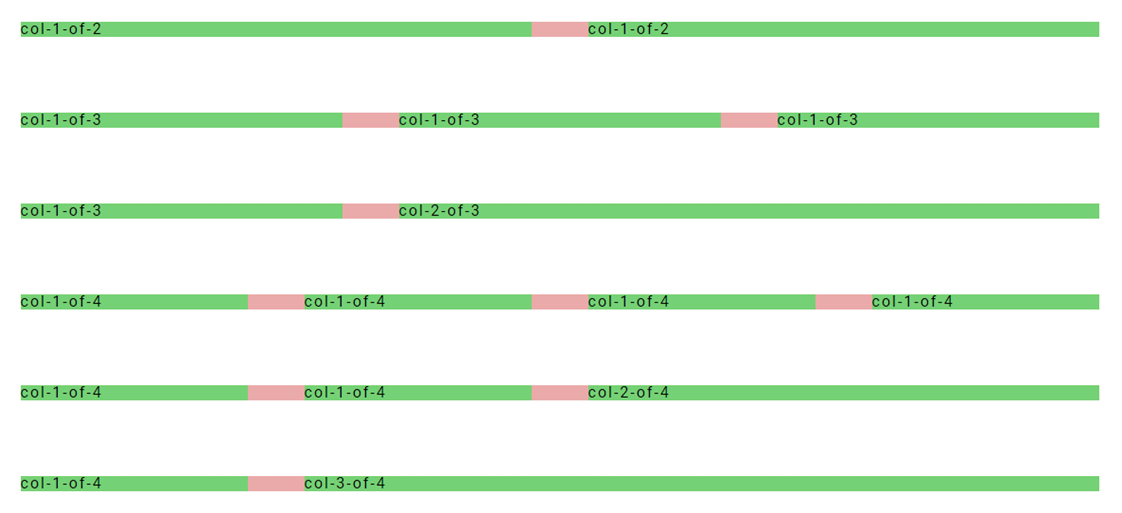 col-1-of-2 col-1-of-2
col-1-of-3 col-1-of-3 col-1-of-3
col-1-of-3 col-2-of-3
col-1-of-4 col-1-of-4 col-1-of-4 col-1-of-4
col-1-of-4 col-1-of-4 col-2-of-4
col-1-of-4 col-3-of-4